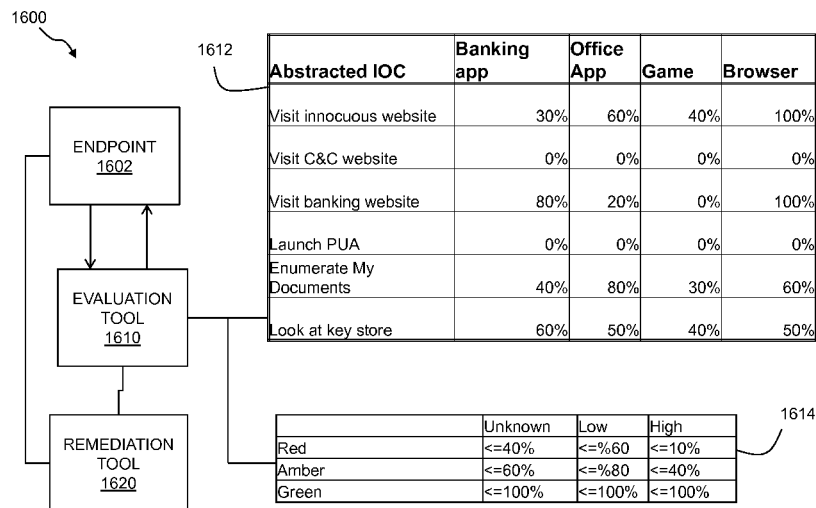 1600
1612
Abstracted IOC Banking app Office App Game Browser
Visit innocuous website 30% 60% 40% 100%
Visit C&C website 0% 0% 0% 0%
Visit banking website 80% 20% 0% 100%
Launch PUA 0% 0% 0% 0%
Enumerate My Documents 40% 80% 30% 60%
Look at key store 60% 50% 40% 50%
ENDPOINT
1602
EVALUATION
TOOL
1610
REMEDIATION
TOOL
1620
1614
Unknown Low High
Red <=40% <=%60 <=10%
Amber <=60% <=%80 <=40%
Green <=100% <=100% <=100%